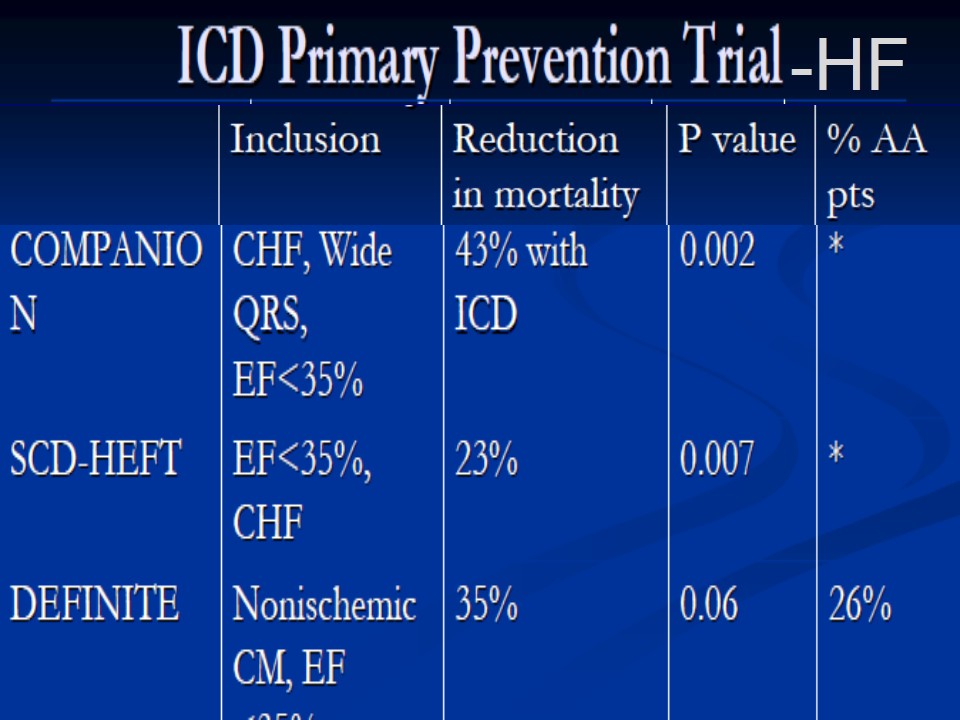 ICD Primary Prevention Trial -HF
Inclusion Reduction P value % AA
in mortality pts
COMPANIO CHF, Wide 43% with 0.002 *
N QRS, ICD
EF<35%
SCD-HEFT EF<35%, 23% 0.007 *
CHF
DEFINITE Nonischemic 35% 0.06 26%
CM, EF